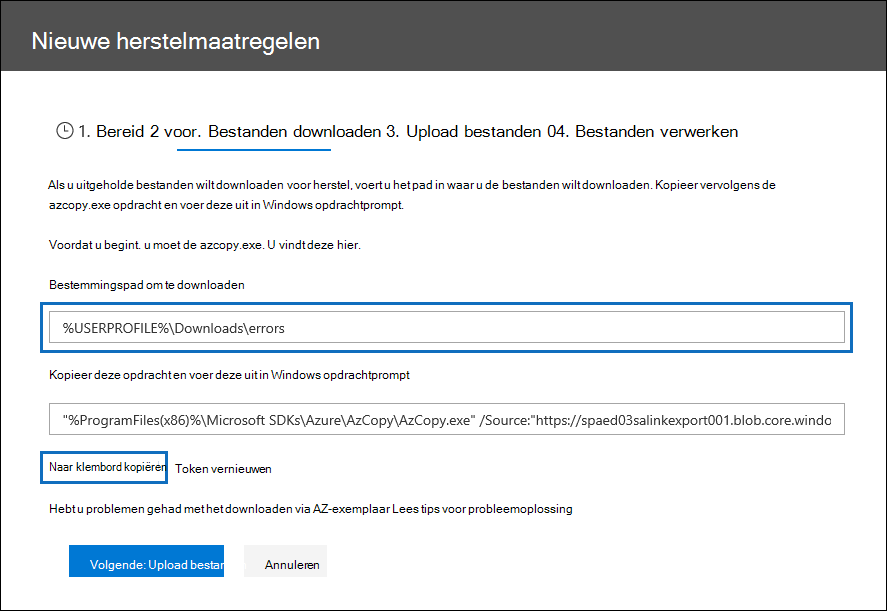 Nieuwe herstelmaatregelen
1. Bereid 2 voor. Bestanden downloaden 3. Upload bestanden 04. Bestanden verwerken
Als u uitgeholde bestanden wilt downloaden voor herstel, voert u het pad in waar u de bestanden wilt downloaden. Kopieer vervolgens de
azcopy.exe opdracht en voer deze uit in Windows opdrachtprompt.
Voordat u begint. u moet de azcopy.exe. U vindt deze hier.
Bestemmingspad om te downloaden
%USERPROFILE%\Downloads\errors
Kopieer deze opdracht en voer deze uit in Windows opdrachtprompt
"%ProgramFiles(x86)%\Microsoft SDKs\Azure\AzCopy\AzCopy.exe" /Source:"https://spaed03salinkexport001.blob.core.windo
Naar klembord kopiëren Token vernieuwen
Hebt u problemen gehad met het downloaden via AZ-exemplaar Lees tips voor probleemoplossing
Volgende: Upload bestan Annuleren